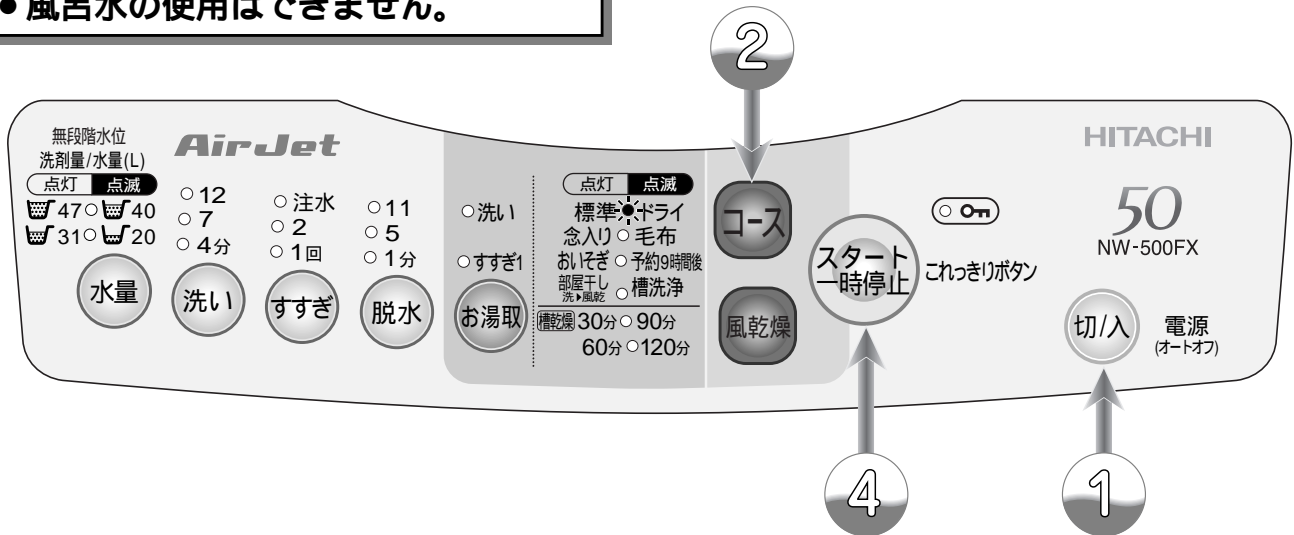 ●風呂水の使用はできません。
2
無段階水位
洗剤量/水量(L)
点灯 点滅
47 40
31 20
水量
AirJet
12
7
4分
洗い
注水
2
1回
すすぎ
11
5
1分
脱水
洗い
すすぎ1
お湯取
点灯 点滅
標準 ドライ
念入り 毛布
おいそぎ 予約9時間後
部屋干し 槽洗浄
洗▶風乾
槽乾燥 30分 90分
60分 120分
コース
風乾燥
スタート
一時停止
これっきりボタン
HITACHI
50
NW-500FX
切/入
電源
(オートオフ)
4
1